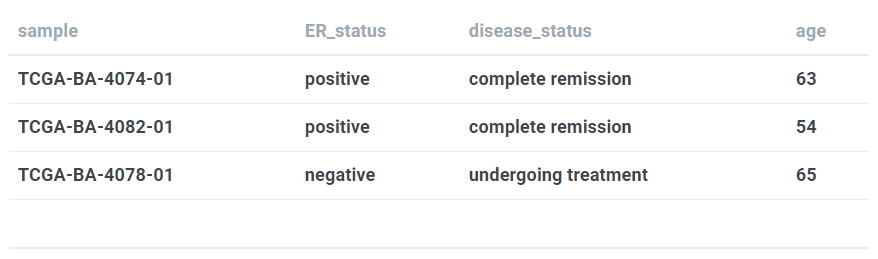 sample ER_status disease_status age
TCGA-BA-4074-01 positive complete remission 63
TCGA-BA-4082-01 positive complete remission 54
TCGA-BA-4078-01 negative undergoing treatment 65